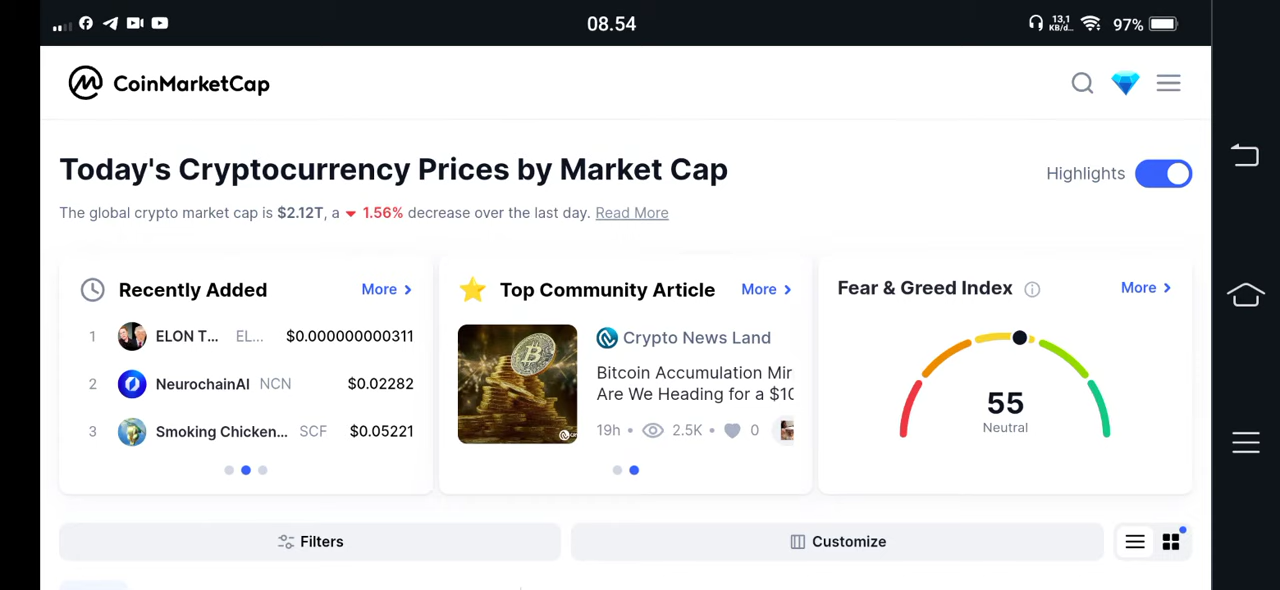 08.54
13,1
KB/d...
97%
CoinMarketCap
Today's Cryptocurrency Prices by Market Cap
Highlights
The global crypto market cap is $2.12T, a 1.56% decrease over the last day. Read More
Recently Added
More
1 ELON T... EL... $0.000000000311
2 NeurochainAI NCN $0.02282
3 Smoking Chicken... SCF $0.05221
Top Community Article
More
Crypto News Land
Bitcoin Accumulation Mir
Are We Heading for a $10
19h • 2.5K • 0
Fear & Greed Index
More
55
Neutral
Filters
Customize